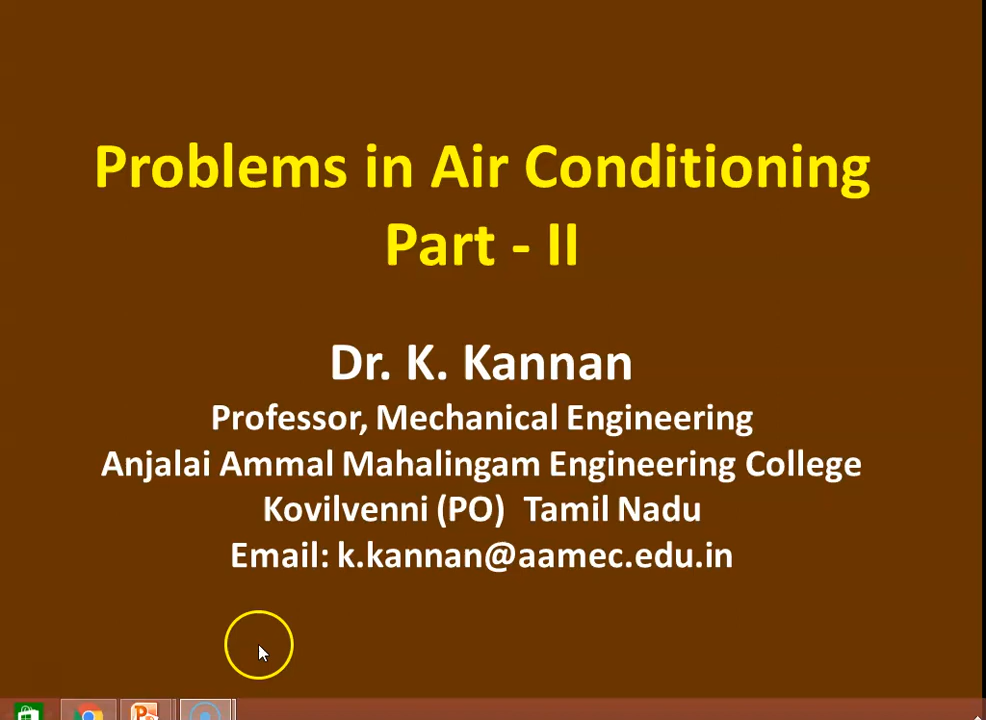 Problems in Air Conditioning
Part - II
Dr. K. Kannan
Professor, Mechanical Engineering
Anjalai Ammal Mahalingam Engineering College
Kovilvenni (PO)  Tamil Nadu
Email: k.kannan@aamec.edu.in